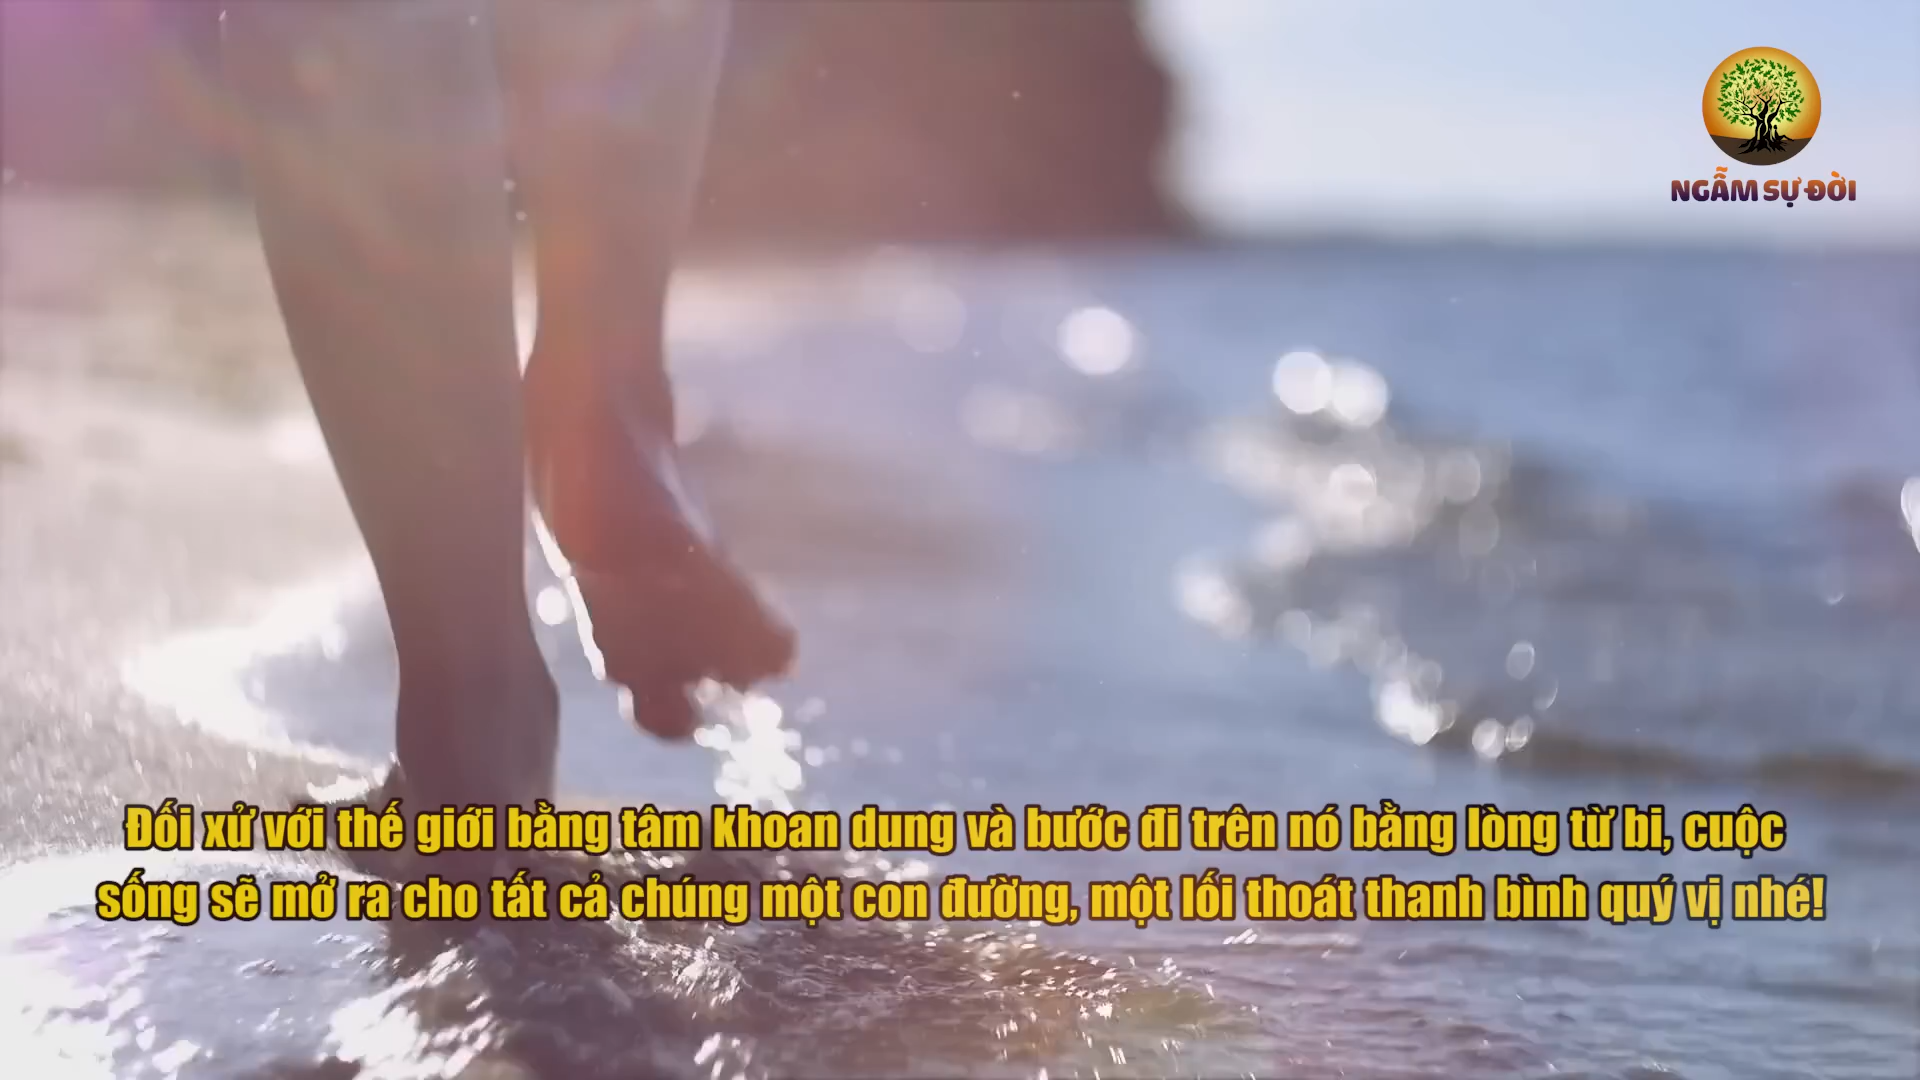 NGẪM SỰ ĐỜI
Đối xử với thế giới bằng tâm khoan dung và bước đi trên nó bằng lòng từ bi, cuộc
sống sẽ mở ra cho tất cả chúng một con đường, một lối thoát thanh bình quý vị nhé!